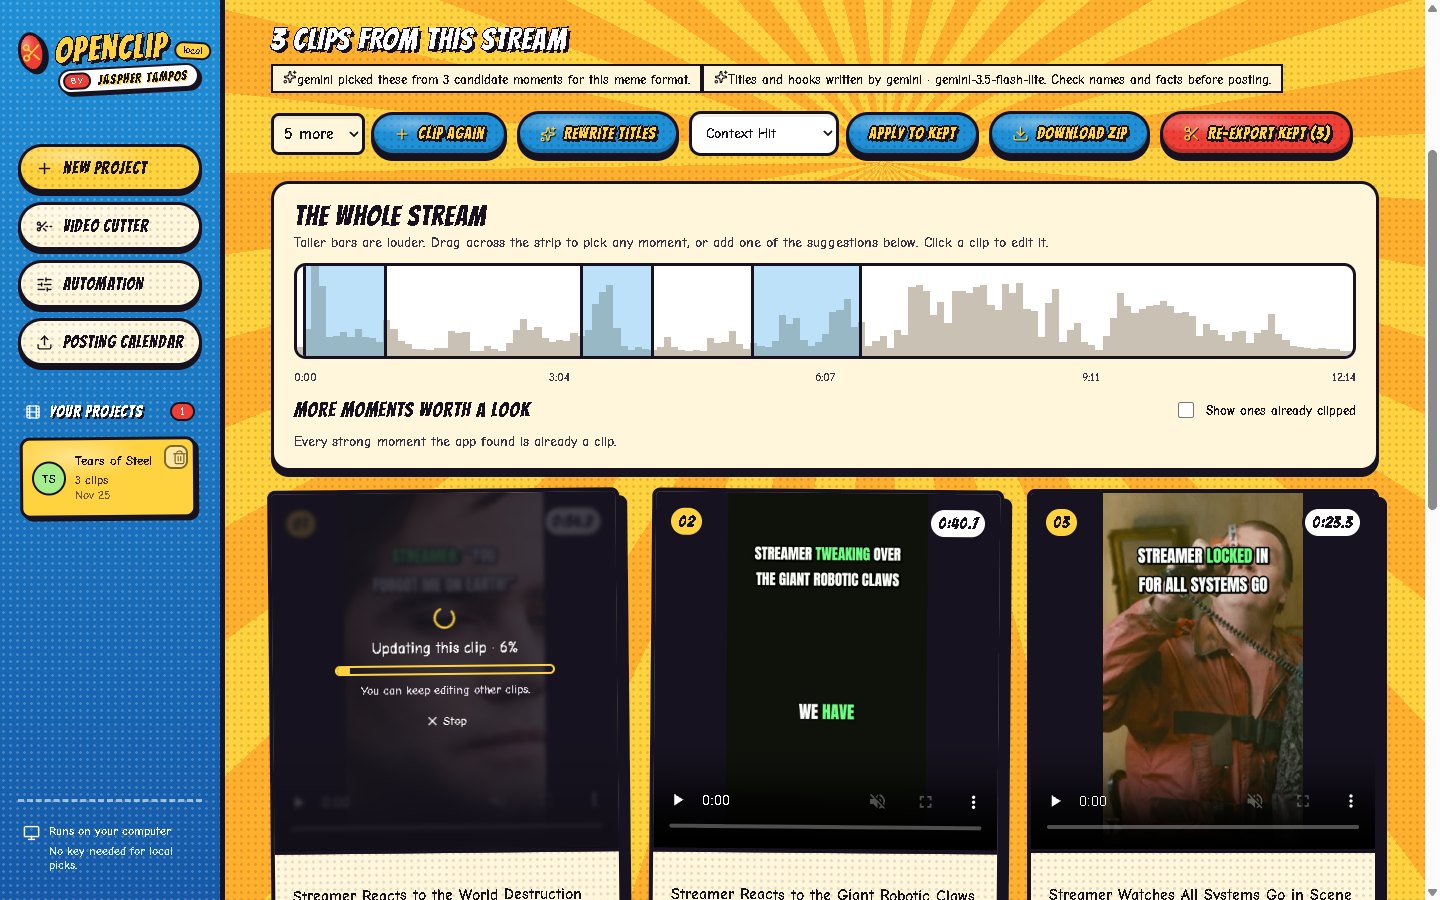 OPENCLIP
local
BY JASPHER TAMPOS
NEW PROJECT
VIDEO CUTTER
AUTOMATION
POSTING CALENDAR
YOUR PROJECTS
1
TS
Tears of Steel
3 clips
Nov 25
Runs on your computer
No key needed for local
picks.
3 CLIPS FROM THIS STREAM
gemini picked these from 3 candidate moments for this meme format.
Titles and hooks written by gemini · gemini-3.5-flash-lite. Check names and facts before posting.
5 more
CLIP AGAIN
REWRITE TITLES
Context Hit
APPLY TO KEPT
DOWNLOAD ZIP
RE-EXPORT KEPT (3)
THE WHOLE STREAM
Taller bars are louder. Drag across the strip to pick any moment, or add one of the suggestions below. Click a clip to edit it.
0:00
3:04
6:07
9:11
12:14
MORE MOMENTS WORTH A LOOK
Show ones already clipped
Every strong moment the app found is already a clip.
01
STREAMER "YOU
FORGOT ME ON EARTH"
Updating this clip · 6%
You can keep editing other clips.
Stop
0:00
Streamer Reacts to the World Destruction
02
0:40.7
STREAMER TWEAKING OVER
THE GIANT ROBOTIC CLAWS
WE HAVE
0:00
Streamer Reacts to the Giant Robotic Claws
03
0:23.3
STREAMER LOCKED IN
FOR ALL SYSTEMS GO
0:00
Streamer Watches All Systems Go in Scene